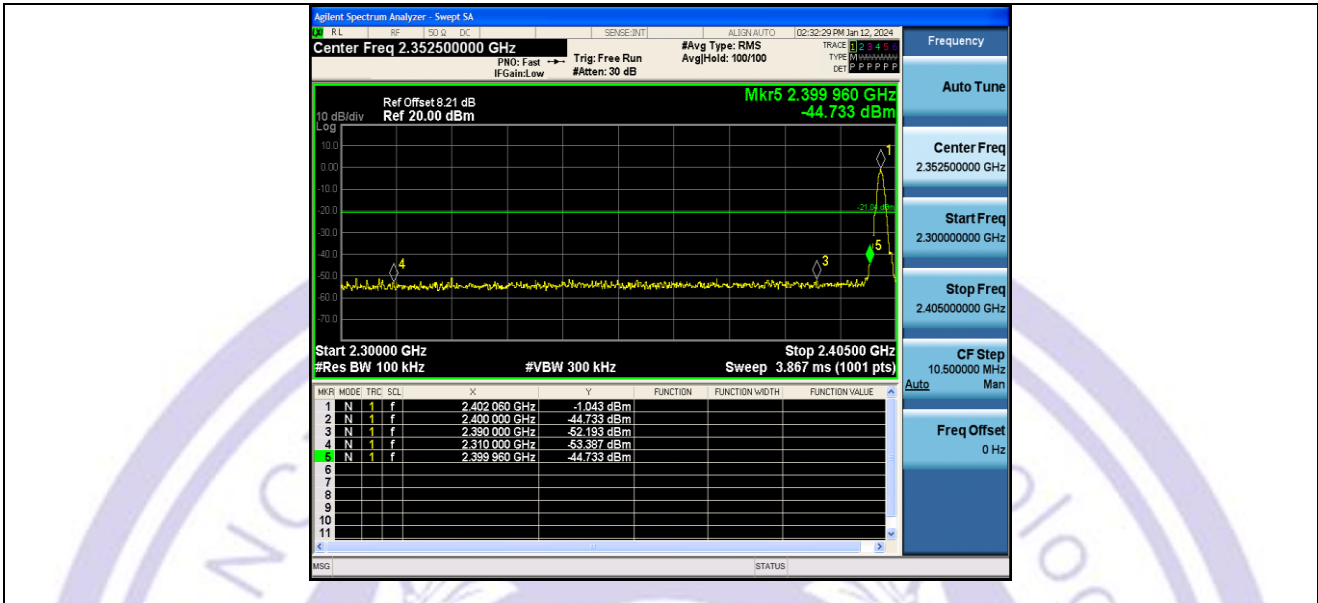 Agilent Spectrum Analyzer - Swept SA
RL RF 50 Ω DC SENSE:INT ALIGN AUTO 02:32:29 PM Jan 12, 2024
Center Freq 2.352500000 GHz
PNO: Fast
IFGain:Low
Trig: Free Run
#Atten: 30 dB
#Avg Type: RMS
Avg|Hold: 100/100
TRACE 1 2 3 4 5 6
TYPE M
DET P P P P P P
Mkr5 2.399 960 GHz
-44.733 dBm
Ref Offset 8.21 dB
Ref 20.00 dBm
10 dB/div
Log
10.0
0.00
-10.0
-20.0
-30.0
-40.0
-50.0
-60.0
-70.0
1
-21.04 dBm
5
3
4
Start 2.30000 GHz
Stop 2.40500 GHz
#Res BW 100 kHz
#VBW 300 kHz
Sweep 3.867 ms (1001 pts)
MKR MODE TRC SCL X Y FUNCTION FUNCTION WIDTH FUNCTION VALUE
1 N 1 f 2.402 060 GHz -1.043 dBm
2 N 1 f 2.400 000 GHz -44.733 dBm
3 N 1 f 2.390 000 GHz -52.193 dBm
4 N 1 f 2.310 000 GHz -53.387 dBm
5 N 1 f 2.399 960 GHz -44.733 dBm
6
7
8
9
10
11
MSG
STATUS
Frequency
Auto Tune
Center Freq
2.352500000 GHz
Start Freq
2.300000000 GHz
Stop Freq
2.405000000 GHz
CF Step
10.500000 MHz
Auto Man
Freq Offset
0 Hz